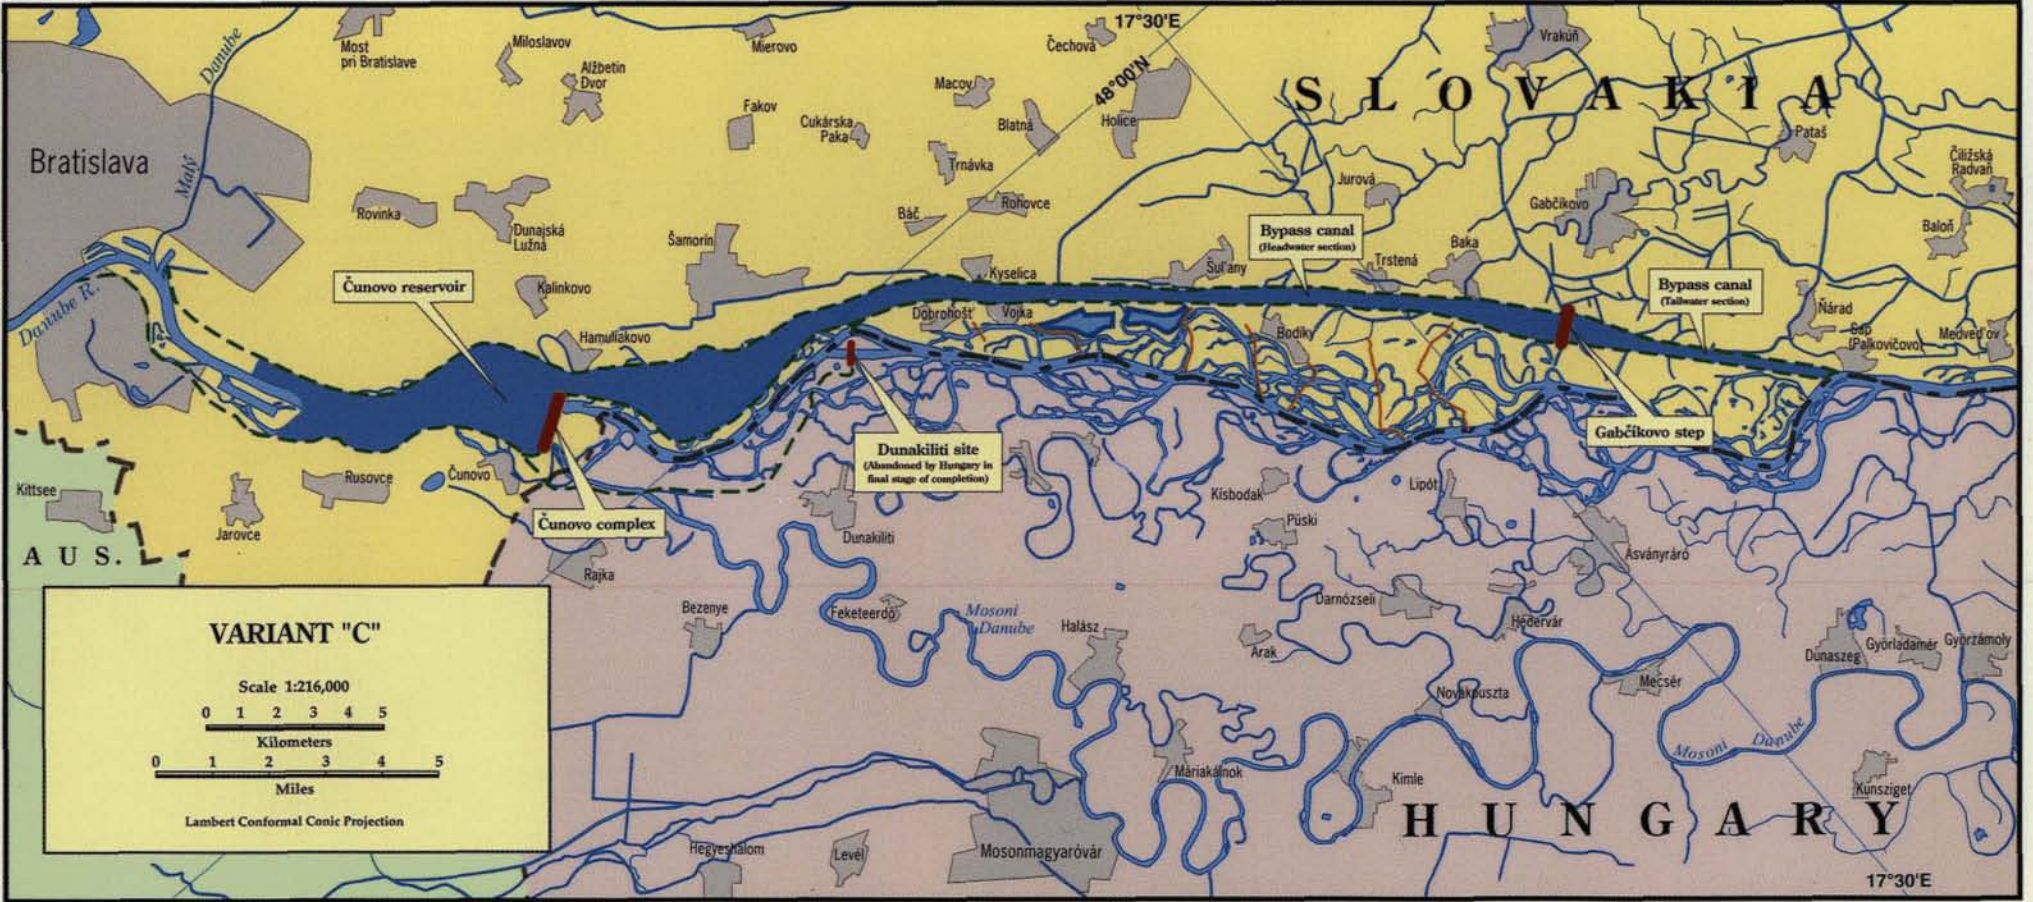 17°30'E
48°00'N
S L O V A K I A
Bratislava
Danube
Malý
Danube R.
Most
pri Bratislave
Miloslavov
Alžbetin
Dvor
Mierovo
Fakov
Cukárska
Paka
Čechová
Macov
Blatná
Holice
Vrakúň
Trnávka
Rohovce
Báč
Jurová
Gabčíkovo
Pataš
Čiližská
Radvaň
Baloň
Rovinka
Dunajská
Lužná
Šamorín
Kalinkovo
Hamuliakovo
Čunovo reservoir
Kyselica
Dobrohošť
Vojka
Šuľany
Bypass canal
(Headwater section)
Trstená
Baka
Bodíky
Bypass canal
(Tailwater section)
Ňárad
Sap
(Palkovičovo)
Medveďov
Gabčíkovo step
Dunakiliti site
(Abandoned by Hungary in
final stage of completion)
Čunovo
Čunovo complex
Rusovce
Jarovce
Kittsee
A U S.
Rajka
Dunakiliti
Kisbodak
Püski
Lipót
Ásványráró
Bezenye
Feketeerdő
Mosoni
Danube
Halász
Arak
Darnózseli
Hédervár
Mecsér
Novákpuszta
Dunaszeg
Győrladamér
Győrzámoly
Mosoni Danube
Kunsziget
Kimle
Máriakálnok
Mosonmagyaróvár
Levél
Hegyeshalom
H U N G A R Y
17°30'E
VARIANT "C"
Scale 1:216,000
0 1 2 3 4 5
Kilometers
0 1 2 3 4 5
Miles
Lambert Conformal Conic Projection